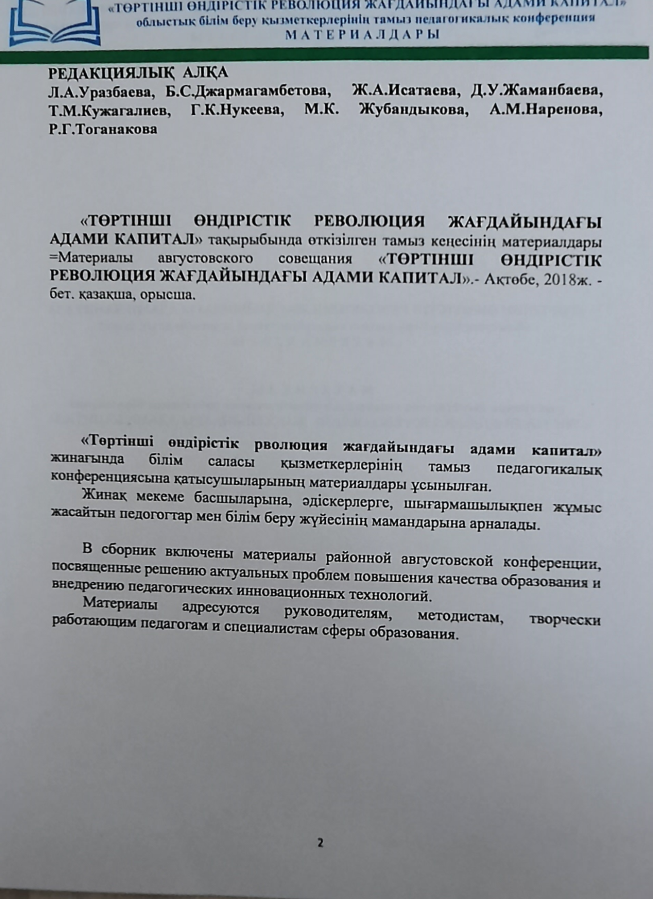 «ТӨРТІНШІ ӨНДІРІСТІК РЕВОЛЮЦИЯ ЖАҒДАЙЫНДАҒЫ АДАМИ КАПИТАЛ»
облыстық білім беру қызметкерлерінің тамыз педагогикалық конференция
МАТЕРИАЛДАРЫ
РЕДАКЦИЯЛЫҚ АЛҚА
Л.А.Уразбаева, Б.С.Джармагамбетова, Ж.А.Исатаева, Д.У.Жаманбаева,
Т.М.Кужагалиев, Г.К.Нукеева, М.К. Жубандыкова, А.М.Наренова,
Р.Г.Тоганакова
«ТӨРТІНШІ ӨНДІРІСТІК РЕВОЛЮЦИЯ ЖАҒДАЙЫНДАҒЫ
АДАМИ КАПИТАЛ» тақырыбында өткізілген тамыз кеңесінің материалдары
=Материалы августовского совещания «ТӨРТІНШІ ӨНДІРІСТІК
РЕВОЛЮЦИЯ ЖАҒДАЙЫНДАҒЫ АДАМИ КАПИТАЛ».- Ақтөбе, 2018ж. -
бет. қазақша, орысша.
«Төртінші өндірістік рволюция жағдайындағы адами капитал»
жинағында білім саласы қызметкерлерінің тамыз педагогикалық
конференциясына қатысушыларының материалдары ұсынылған.
Жинақ мекеме басшыларына, әдіскерлерге, шығармашылықпен жұмыс
жасайтын педогогтар мен білім беру жүйесінің мамандарына арналады.
В сборник включены материалы районной августовской конференции,
посвященные решению актуальных проблем повышения качества образования и
внедрению педагогических инновационных технологий.
Материалы адресуются руководителям, методистам, творчески
работающим педагогам и специалистам сферы образования.
2